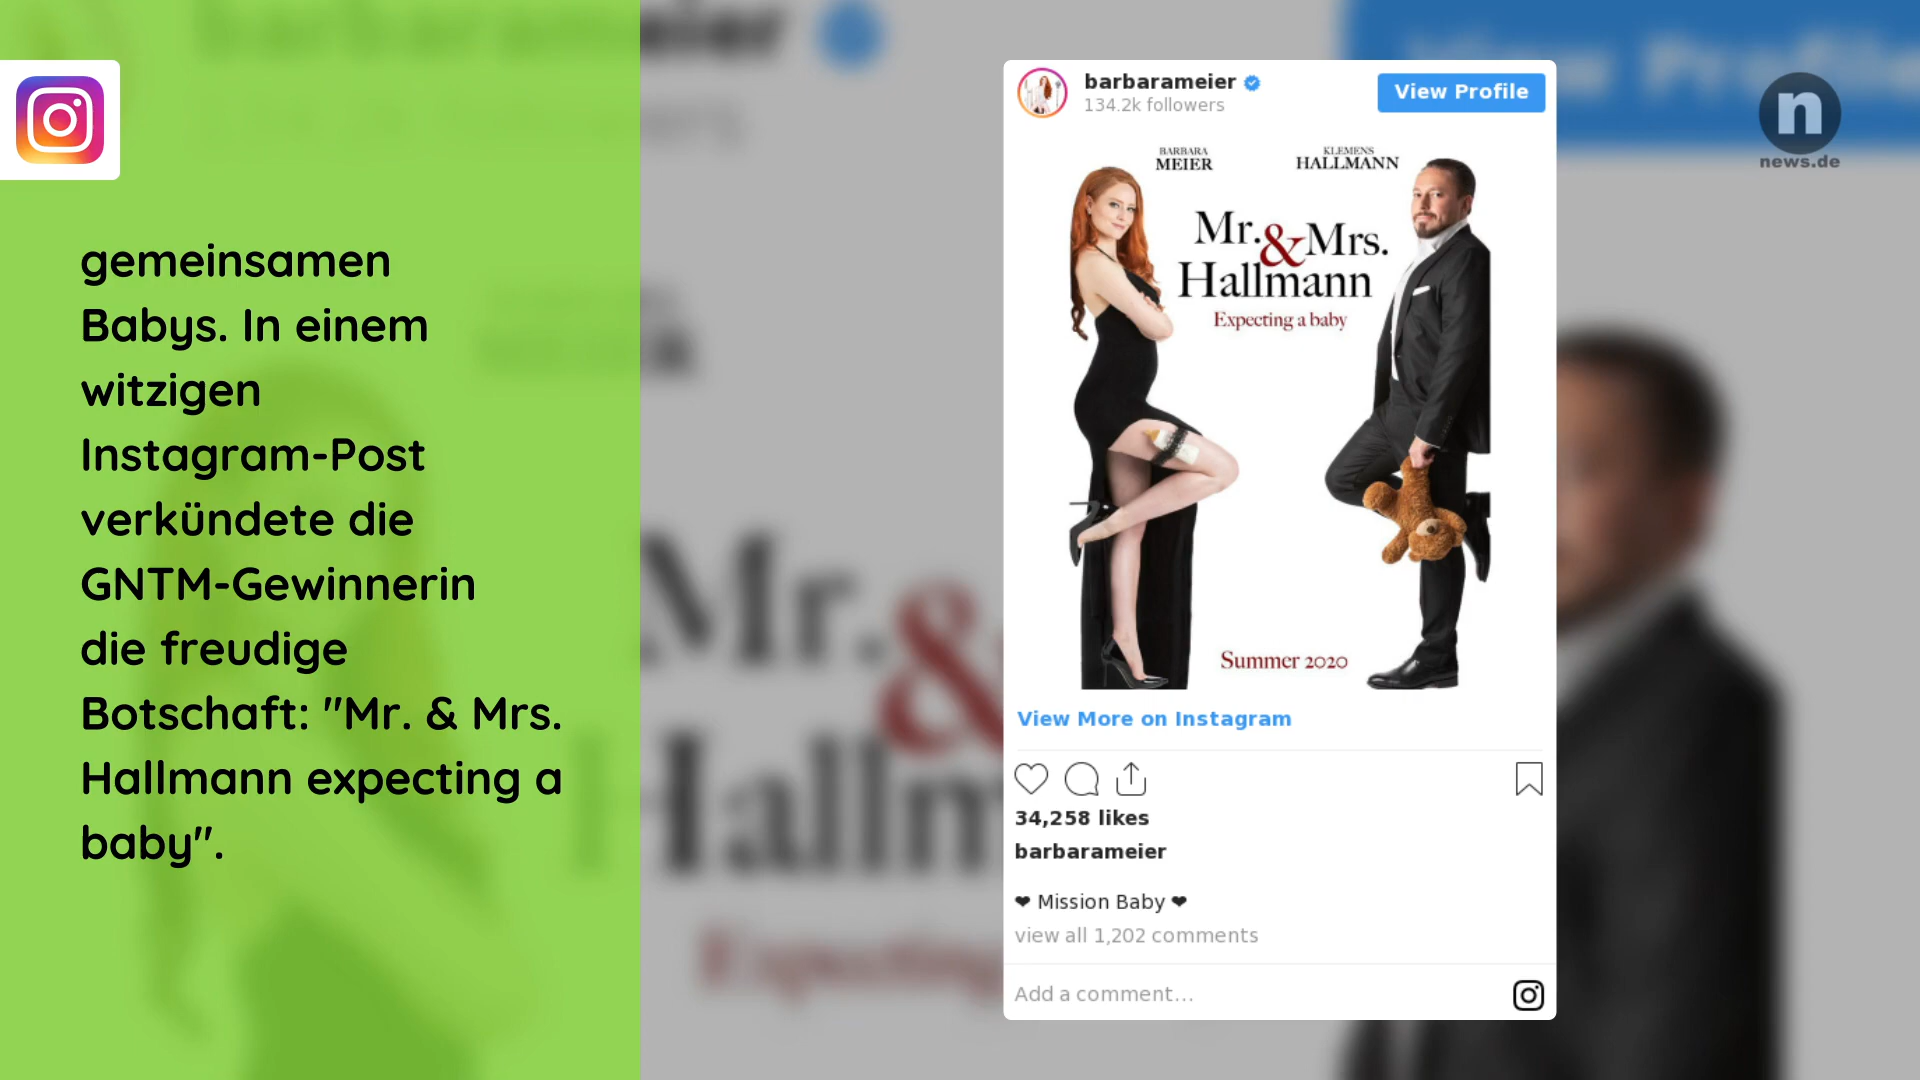 gemeinsamen
Babys. In einem
witzigen
Instagram-Post
verkündete die
GNTM-Gewinnerin
die freudige
Botschaft: "Mr. & Mrs.
Hallmann expecting a
baby".
barbarameier
134.2k followers
View Profile
BARBARA
MEIER
KLEMENS
HALLMANN
Mr. & Mrs.
Hallmann
Expecting a baby
Summer 2020
View More on Instagram
34,258 likes
barbarameier
❤ Mission Baby ❤
view all 1,202 comments
Add a comment...
n
news.de